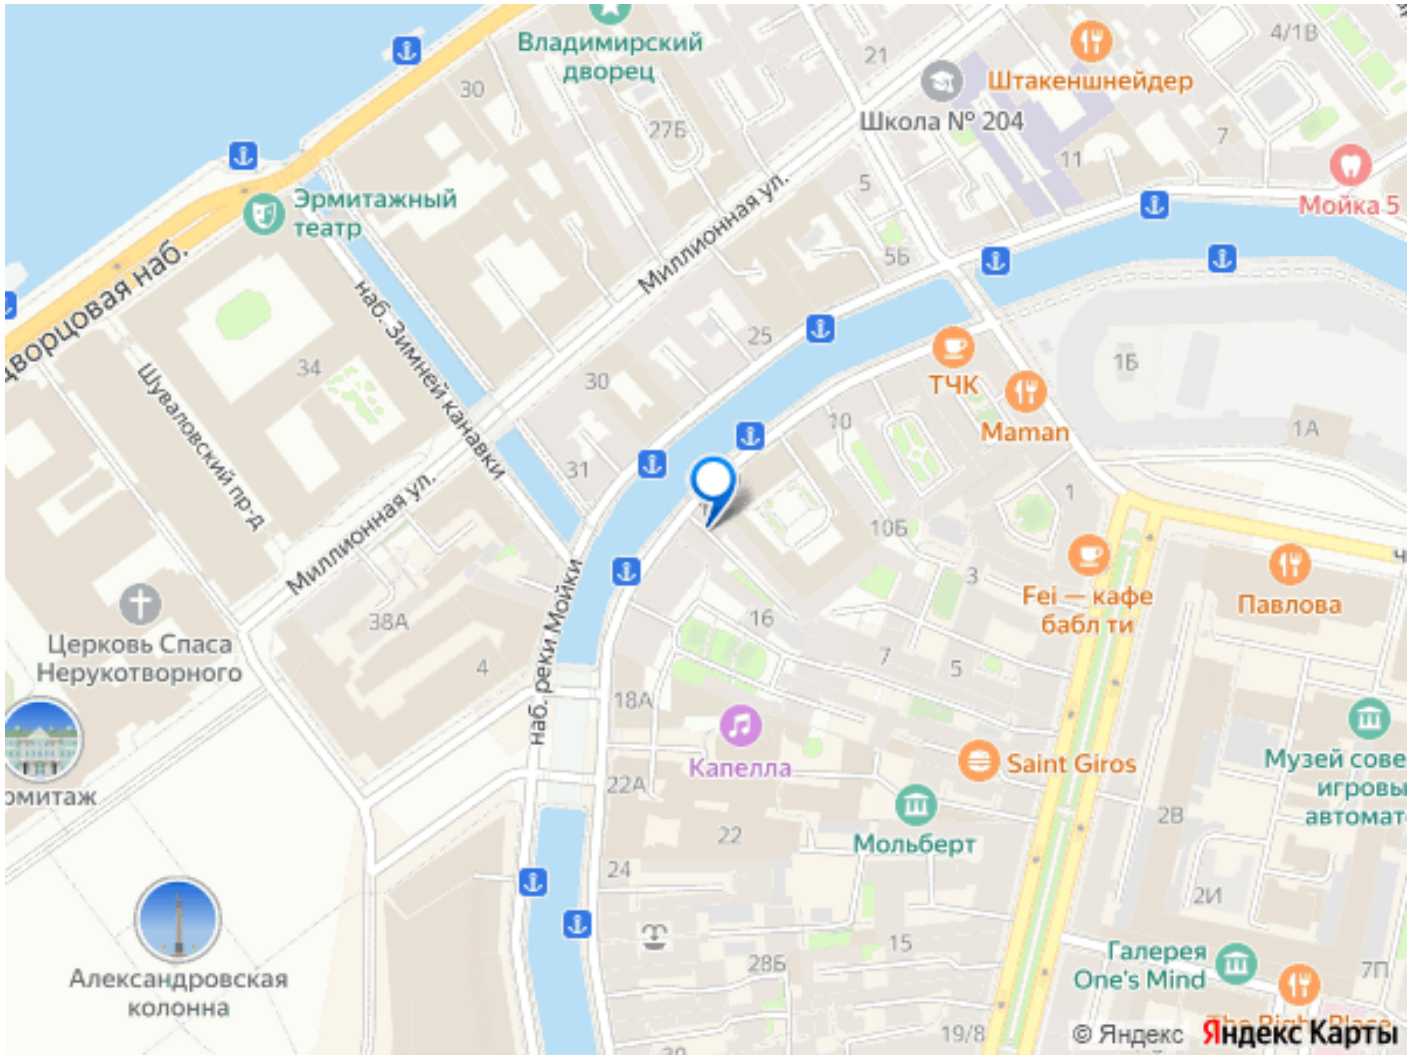 Владимирский
дворец
30
21
Штакеншнейдер
4/1В
Школа № 204
27Б
7
11
5
Мойка 5
Эрмитажный
театр
Миллионная ул.
5Б
Дворцовая наб.
наб. Зимней канавки
25
34
30
ТЧК
1Б
Шуваловский пр-д
10
Maman
1А
31
Миллионная ул.
1
10Б
наб. реки Мойки
3
Fei — кафе
бабл ти
Павлова
38А
16
Церковь Спаса
Нерукотворного
4
7
5
18А
Капелла
Saint Giros
Музей сове
игровы
автомат
омитаж
22А
2В
22
Мольберт
24
2И
Александровская
колонна
15
28Б
Галерея
One's Mind
7П
The Right Place
19/8
© Яндекс
Яндекс Карты